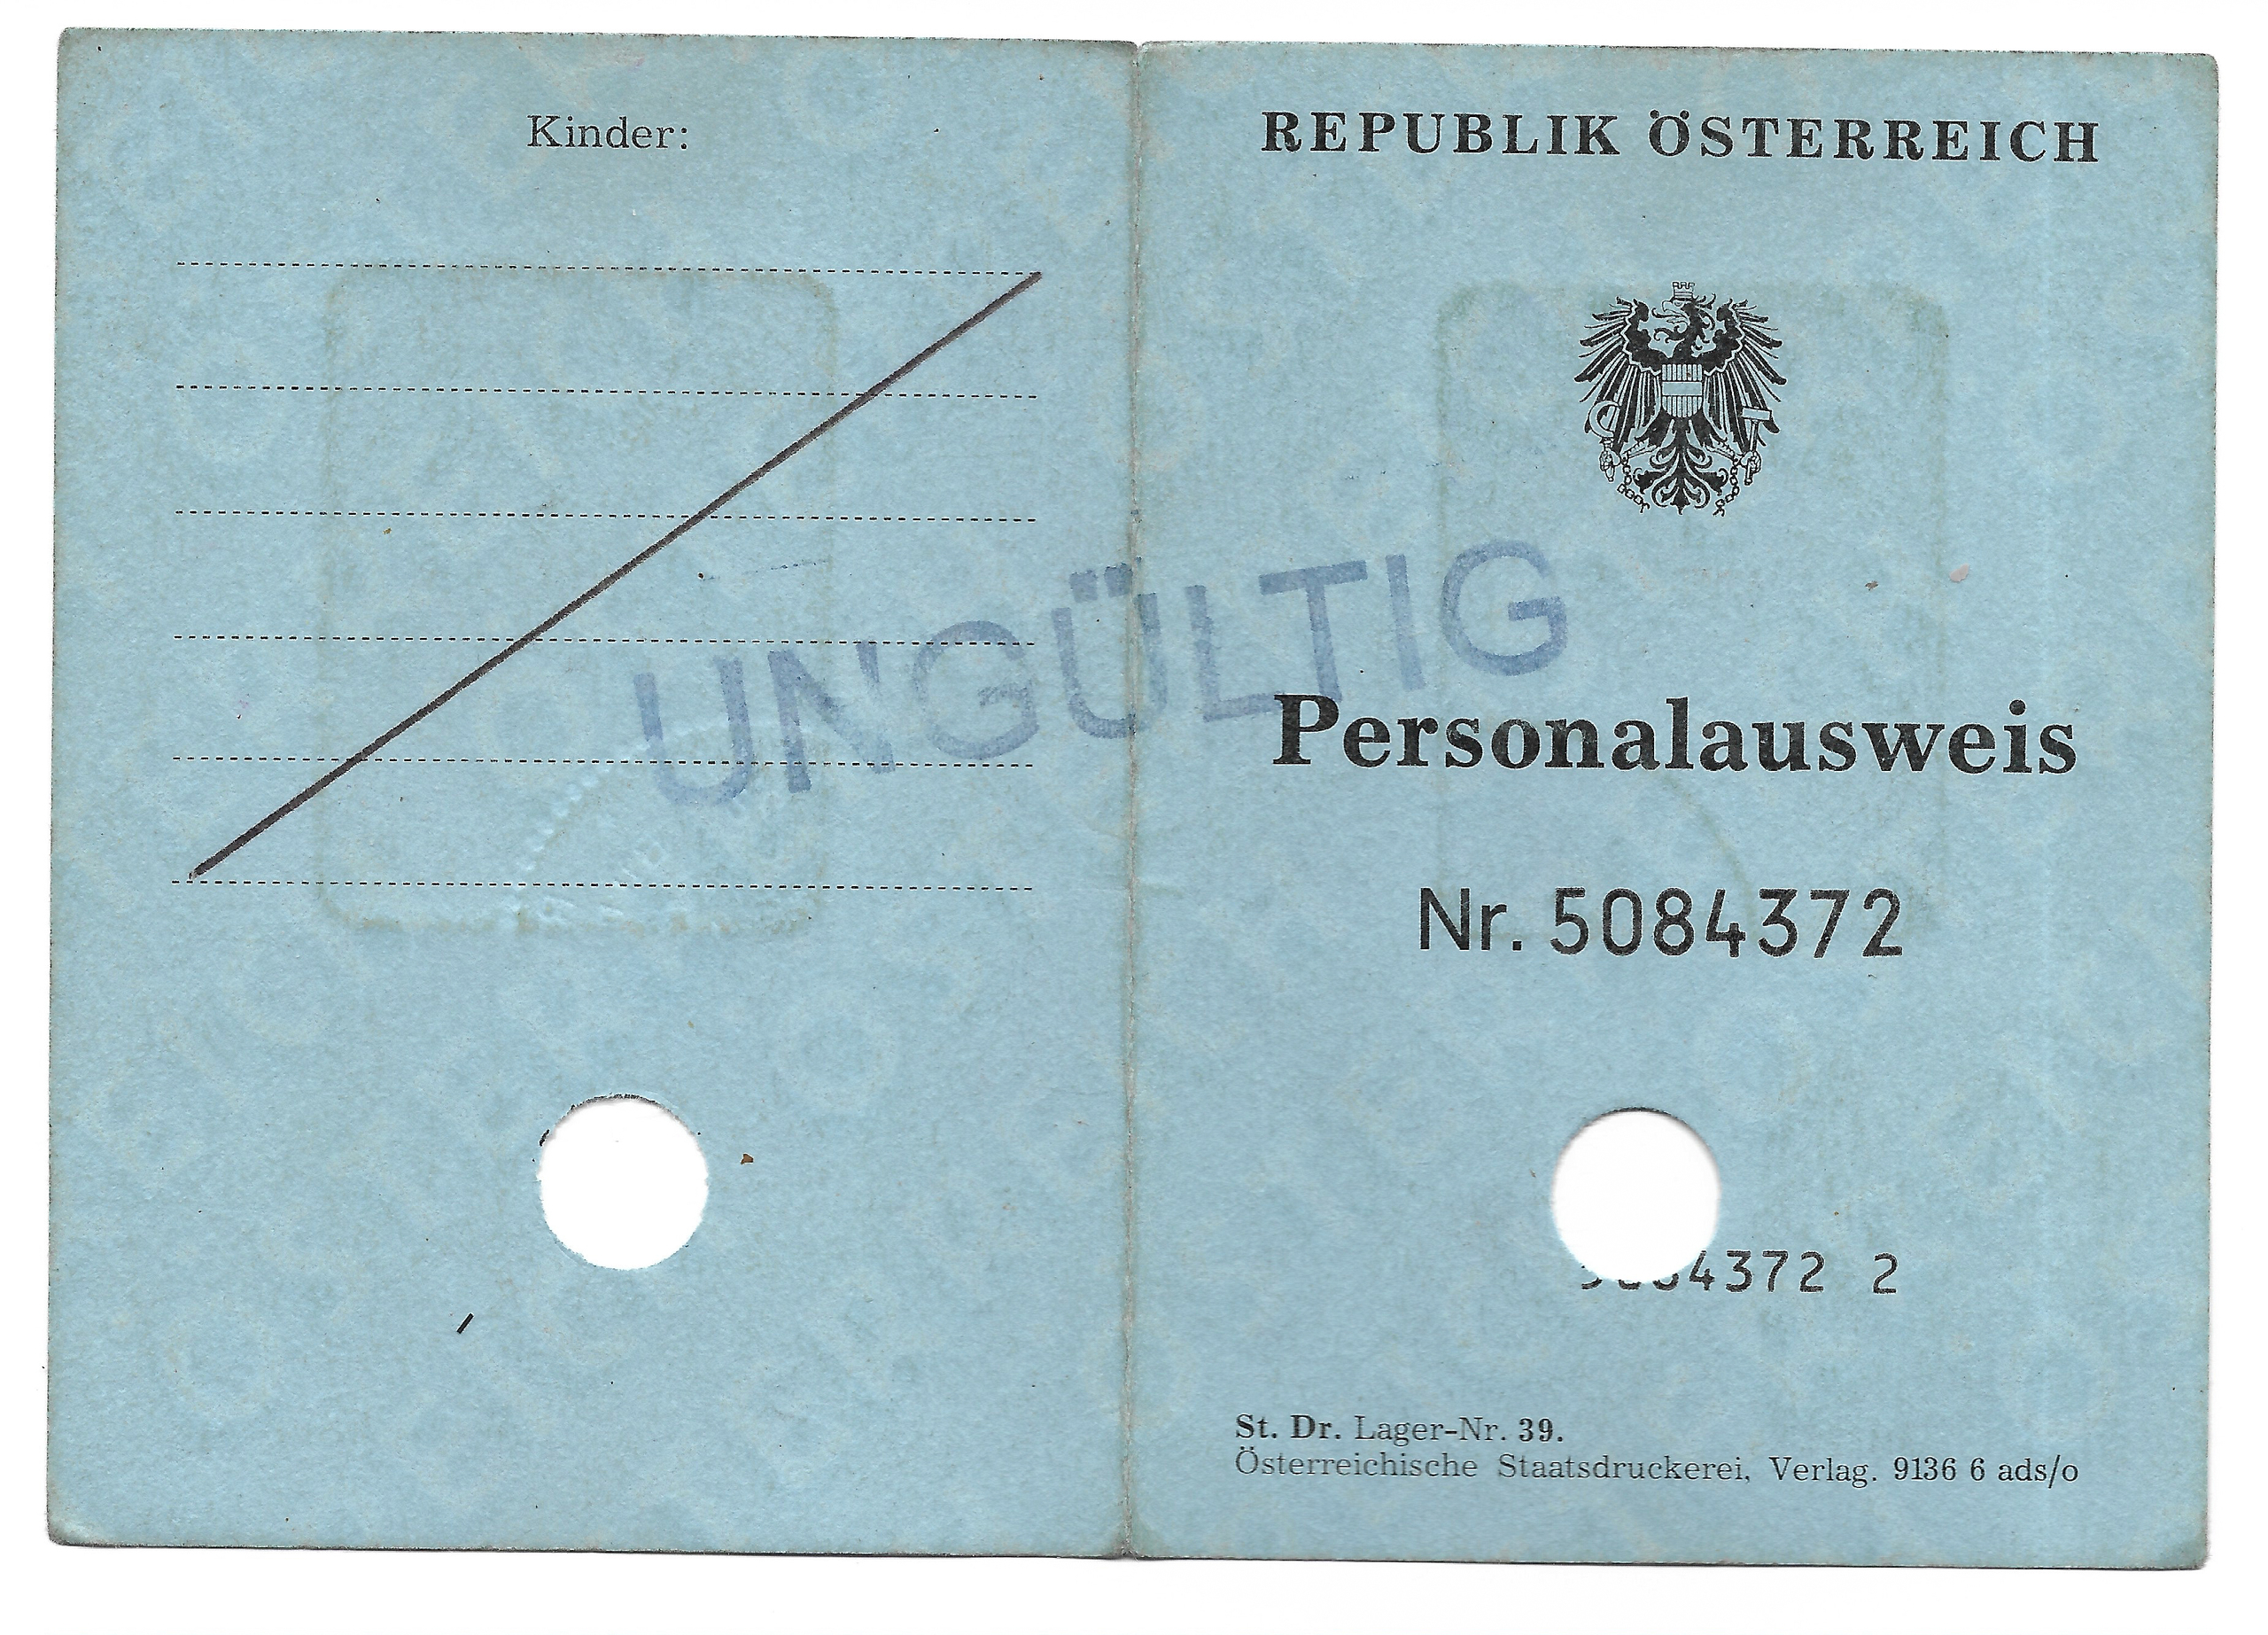 Kinder:
UNGÜLTIG
REPUBLIK ÖSTERREICH
Personalausweis
Nr. 5084372
4372 2
St. Dr. Lager-Nr. 39.
Österreichische Staatsdruckerei, Verlag. 9136 6 ads/o